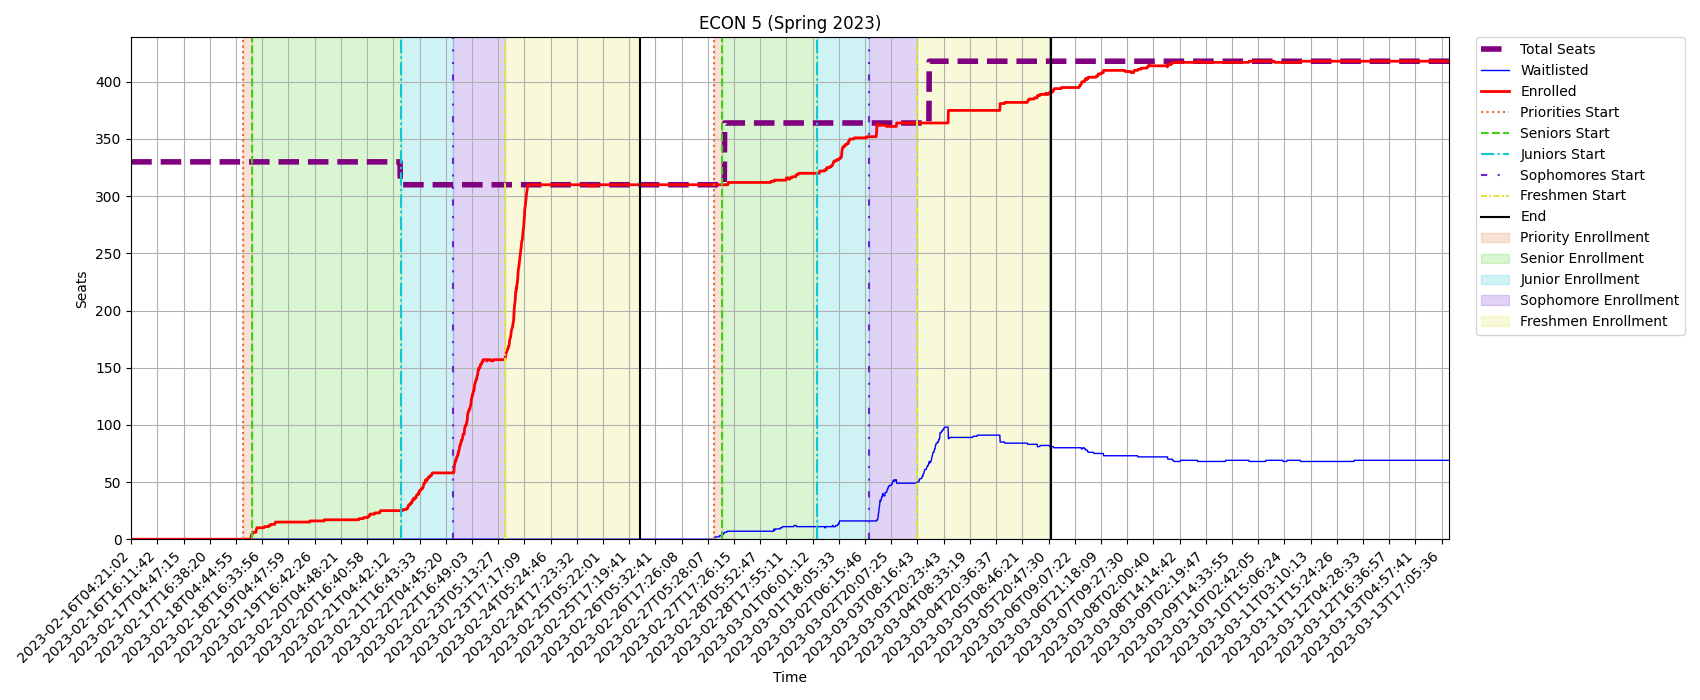 ECON 5 (Spring 2023)
Seats
400
350
300
250
200
150
100
50
0
2023-02-16T04:21:02
2023-02-16T16:11:42
2023-02-17T04:47:15
2023-02-17T16:38:20
2023-02-18T04:44:55
2023-02-18T16:33:56
2023-02-19T04:47:59
2023-02-19T16:42:26
2023-02-20T04:48:21
2023-02-20T16:40:58
2023-02-21T04:42:12
2023-02-21T16:43:33
2023-02-22T04:45:20
2023-02-22T16:49:03
2023-02-23T05:13:27
2023-02-23T17:17:09
2023-02-24T05:24:46
2023-02-24T17:23:32
2023-02-25T05:22:01
2023-02-25T17:19:41
2023-02-26T05:32:41
2023-02-26T17:26:08
2023-02-27T05:28:07
2023-02-27T17:26:15
2023-02-28T05:52:47
2023-02-28T17:55:11
2023-03-01T06:01:12
2023-03-01T18:05:33
2023-03-02T06:15:46
2023-03-02T20:07:25
2023-03-03T08:16:43
2023-03-03T20:23:43
2023-03-04T08:33:19
2023-03-04T20:36:37
2023-03-05T08:46:21
2023-03-05T20:47:30
2023-03-06T09:07:22
2023-03-06T21:18:09
2023-03-07T09:27:30
2023-03-08T02:00:40
2023-03-08T14:14:42
2023-03-09T02:19:47
2023-03-09T14:33:55
2023-03-10T02:42:05
2023-03-10T15:06:24
2023-03-11T03:10:13
2023-03-11T15:24:26
2023-03-12T04:28:33
2023-03-12T16:36:57
2023-03-13T04:57:41
2023-03-13T17:05:36
Time
Total Seats
Waitlisted
Enrolled
Priorities Start
Seniors Start
Juniors Start
Sophomores Start
Freshmen Start
End
Priority Enrollment
Senior Enrollment
Junior Enrollment
Sophomore Enrollment
Freshmen Enrollment